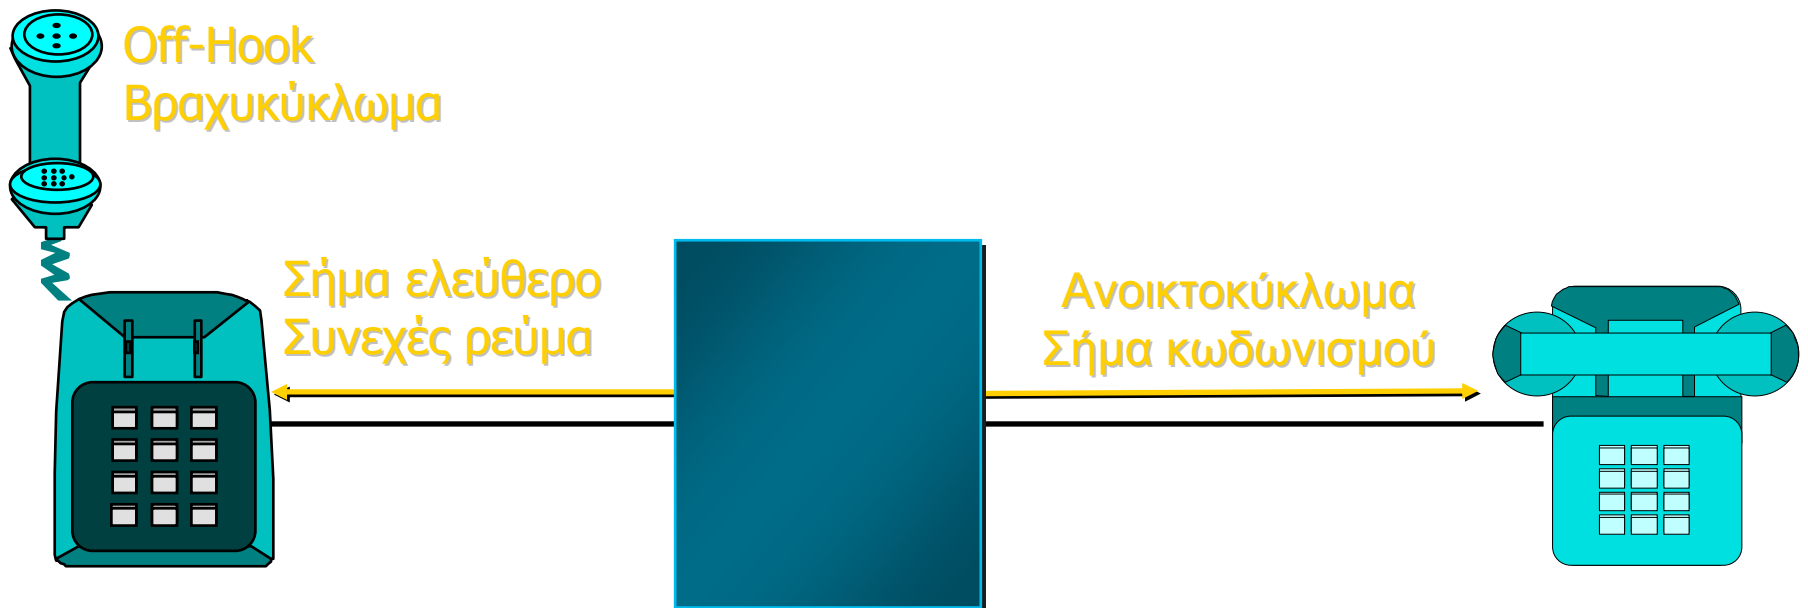 Off-Hook
Βραχυκύκλωμα
Σήμα ελεύθερο
Συνεχές ρεύμα
Ανοικτοκύκλωμα
Σήμα κωδωνισμού